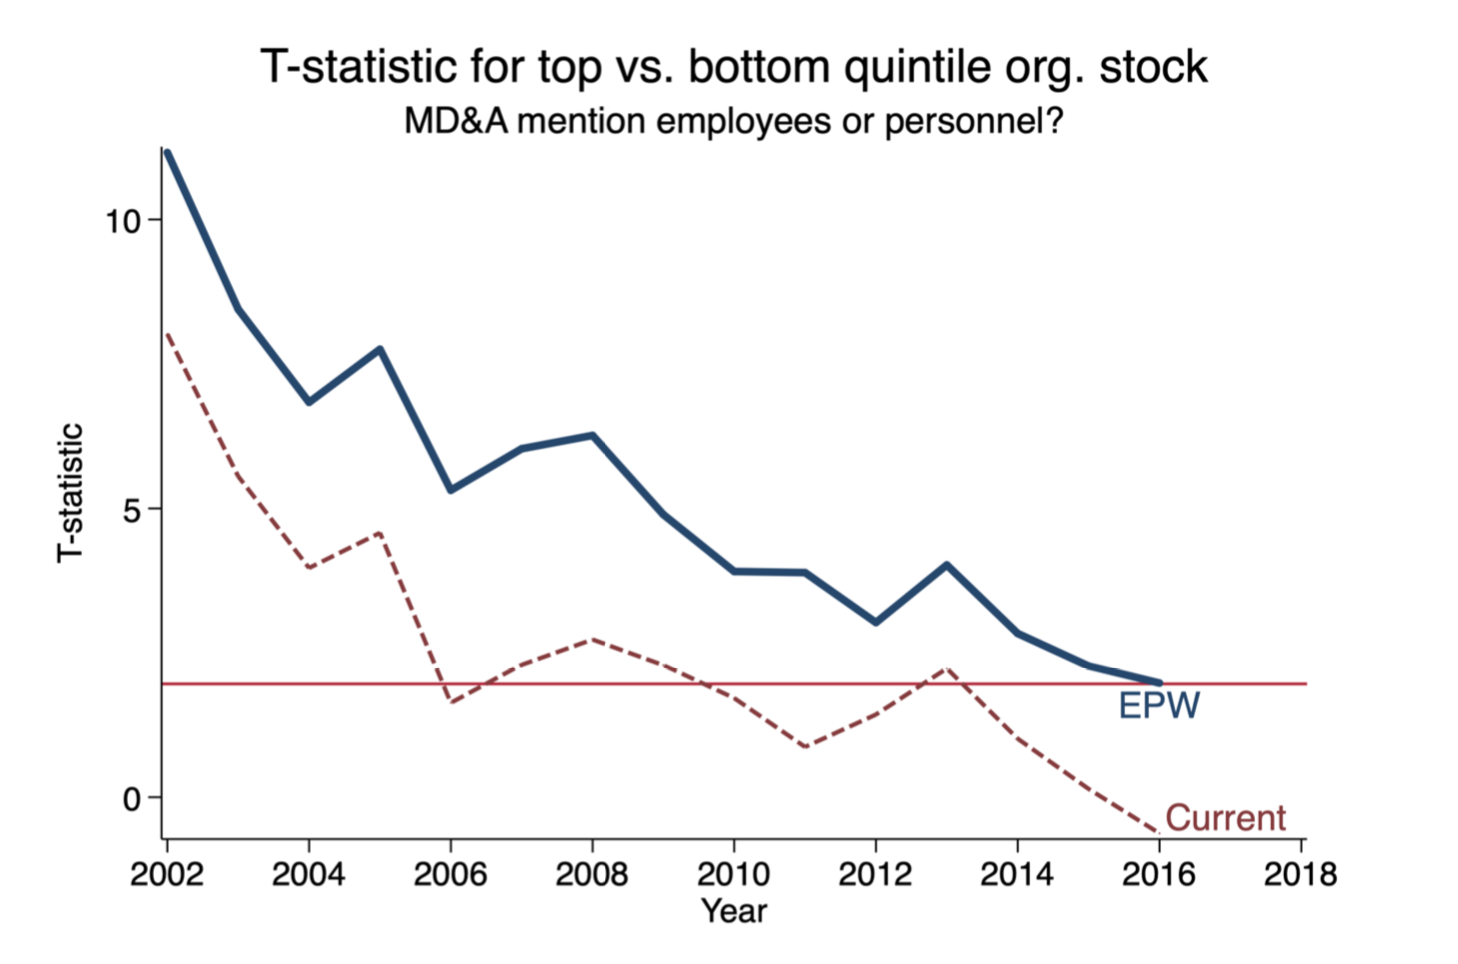 T-statistic for top vs. bottom quintile org. stock
MD&A mention employees or personnel?
10
5
0
T-statistic
EPW
Current
2002 2004 2006 2008 2010 2012 2014 2016 2018
Year